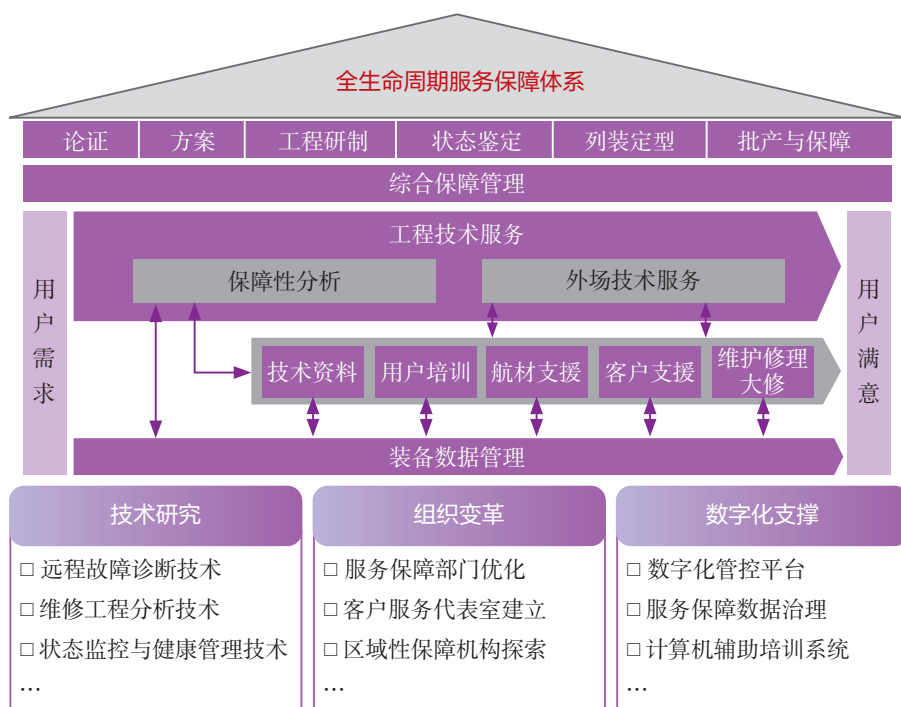 全生命周期服务保障体系
论证 方案 工程研制 状态鉴定 列装定型 批产与保障
综合保障管理
用户需求
工程技术服务
保障性分析 外场技术服务
技术资料 用户培训 航材支援 客户支援 维护修理
大修
装备数据管理
用户满意
技术研究
□ 远程故障诊断技术
□ 维修工程分析技术
□ 状态监控与健康管理技术
…
组织变革
□ 服务保障部门优化
□ 客户服务代表室建立
□ 区域性保障机构探索
…
数字化支撑
□ 数字化管控平台
□ 服务保障数据治理
□ 计算机辅助培训系统
…